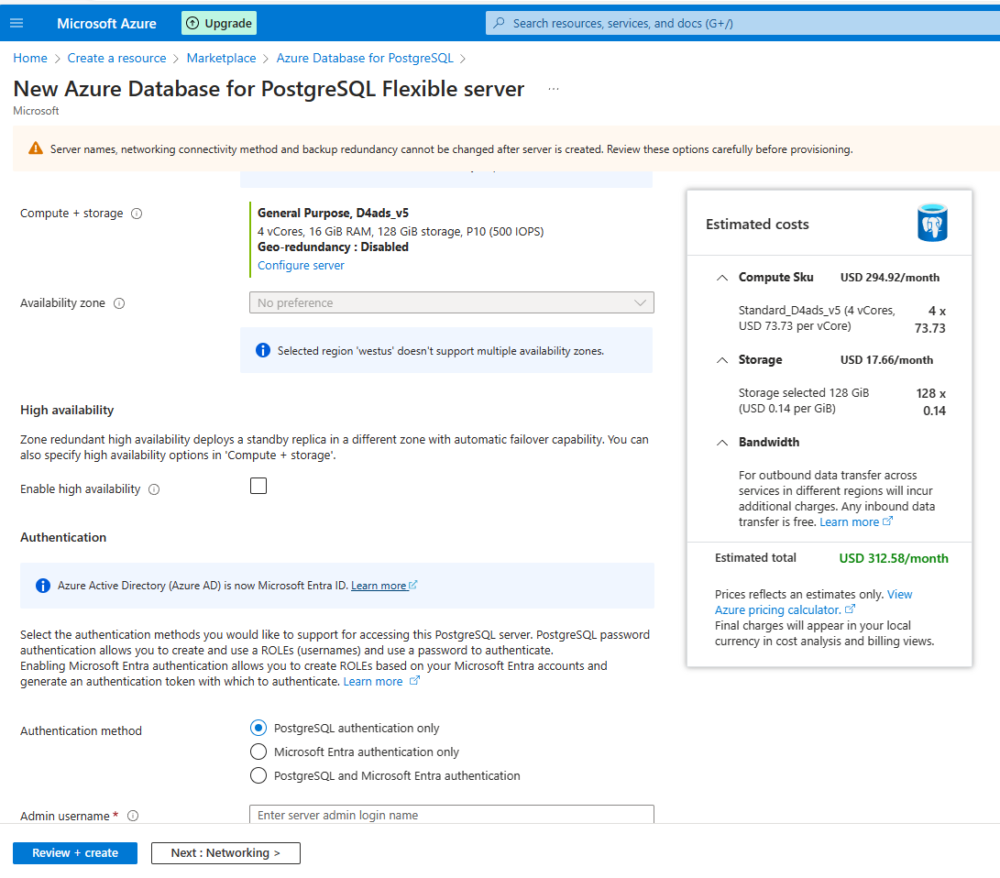 Microsoft Azure
Upgrade
Search resources, services, and docs (G+/)
Home > Create a resource > Marketplace > Azure Database for PostgreSQL >
New Azure Database for PostgreSQL Flexible server ...
Microsoft
Server names, networking connectivity method and backup redundancy cannot be changed after server is created. Review these options carefully before provisioning.
Compute + storage
General Purpose, D4ads_v5
4 vCores, 16 GiB RAM, 128 GiB storage, P10 (500 IOPS)
Geo-redundancy : Disabled
Configure server
Availability zone
No preference
Selected region 'westus' doesn't support multiple availability zones.
High availability
Zone redundant high availability deploys a standby replica in a different zone with automatic failover capability. You can
also specify high availability options in 'Compute + storage'.
Enable high availability
Authentication
Azure Active Directory (Azure AD) is now Microsoft Entra ID. Learn more
Select the authentication methods you would like to support for accessing this PostgreSQL server. PostgreSQL password
authentication allows you to create and use a ROLEs (usernames) and use a password to authenticate.
Enabling Microsoft Entra authentication allows you to create ROLEs based on your Microsoft Entra accounts and
generate an authentication token with which to authenticate. Learn more
Authentication method
PostgreSQL authentication only
Microsoft Entra authentication only
PostgreSQL and Microsoft Entra authentication
Admin username *
Enter server admin login name
Estimated costs
Compute Sku USD 294.92/month
Standard_D4ads_v5 (4 vCores, 4 x
USD 73.73 per vCore) 73.73
Storage USD 17.66/month
Storage selected 128 GiB 128 x
(USD 0.14 per GiB) 0.14
Bandwidth
For outbound data transfer across
services in different regions will incur
additional charges. Any inbound data
transfer is free. Learn more
Estimated total USD 312.58/month
Prices reflects an estimates only. View
Azure pricing calculator.
Final charges will appear in your local
currency in cost analysis and billing views.
Review + create
Next : Networking >